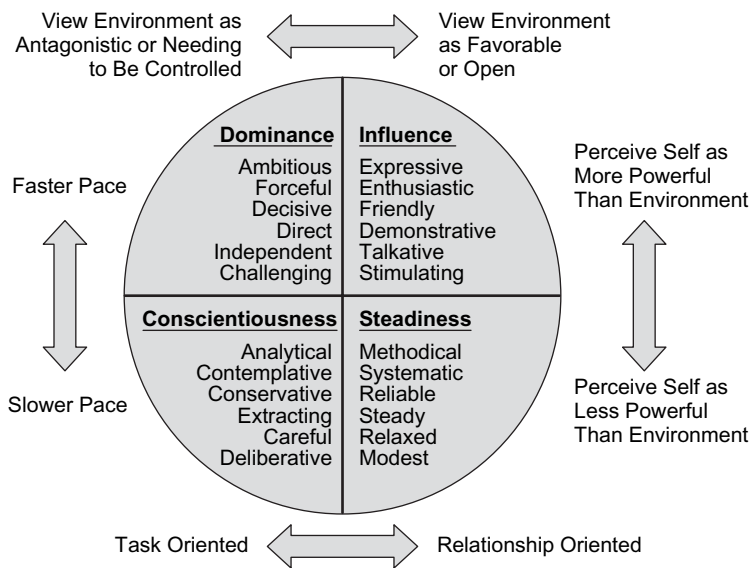 View Environment as
Antagonistic or Needing
to Be Controlled
View Environment
as Favorable
or Open
Dominance
Ambitious
Forceful
Decisive
Direct
Independent
Challenging
Influence
Expressive
Enthusiastic
Friendly
Demonstrative
Talkative
Stimulating
Faster Pace
Slower Pace
Perceive Self as
More Powerful
Than Environment
Perceive Self as
Less Powerful
Than Environment
Conscientiousness
Analytical
Contemplative
Conservative
Extracting
Careful
Deliberative
Steadiness
Methodical
Systematic
Reliable
Steady
Relaxed
Modest
Task Oriented
Relationship Oriented